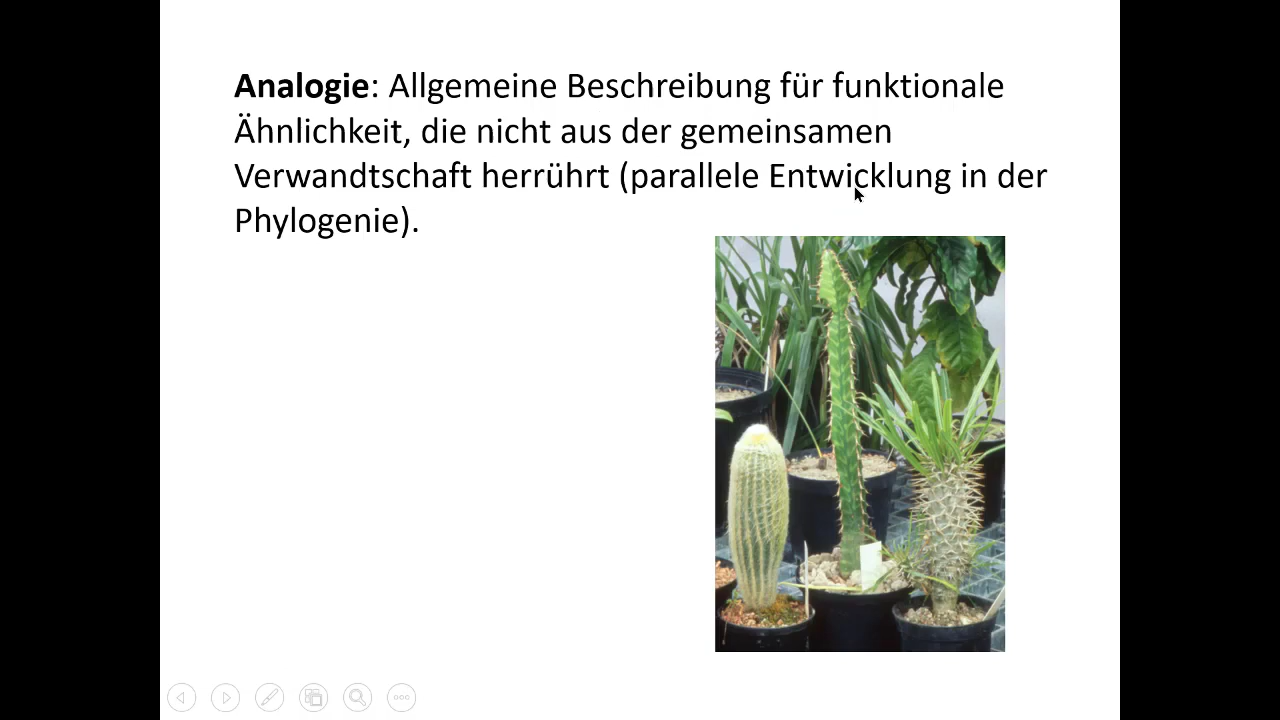 Analogie: Allgemeine Beschreibung für funktionale
Ähnlichkeit, die nicht aus der gemeinsamen
Verwandtschaft herrührt (parallele Entwicklung in der
Phylogenie).